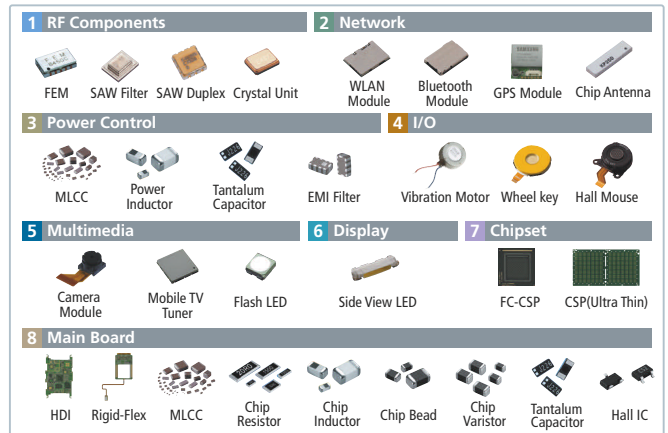 1 RF Components
2 Network
FEM
SAW Filter
SAW Duplex
Crystal Unit
WLAN
Module
Bluetooth
Module
GPS Module
Chip Antenna
3 Power Control
4 I/O
MLCC
Power
Inductor
Tantalum
Capacitor
EMI Filter
Vibration Motor
Wheel key
Hall Mouse
5 Multimedia
6 Display
7 Chipset
Camera
Module
Mobile TV
Tuner
Flash LED
Side View LED
FC-CSP
CSP(Ultra Thin)
8 Main Board
HDI
Rigid-Flex
MLCC
Chip
Resistor
Chip
Inductor
Chip Bead
Chip
Varistor
Tantalum
Capacitor
Hall IC